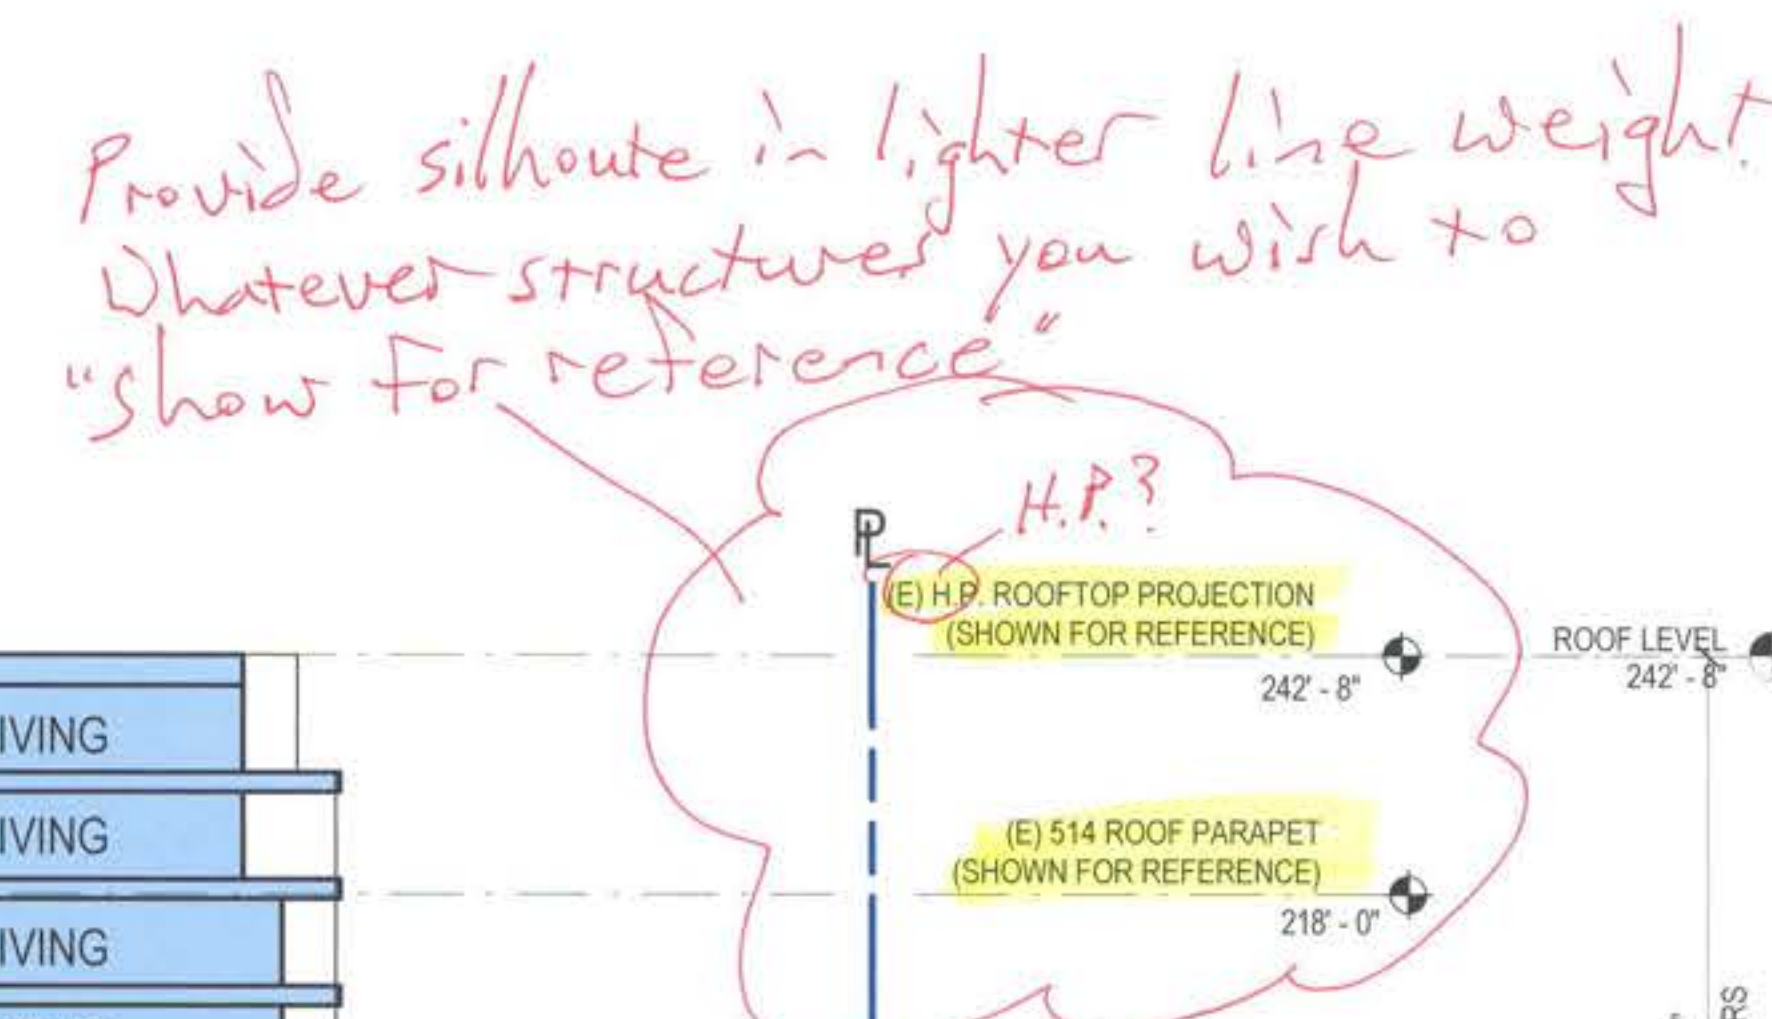 Provide silhoute in lighter line weight.
Whatever structures you wish to
"show for reference"
H.P.?
PL
(E) H.P. ROOFTOP PROJECTION
(SHOWN FOR REFERENCE)
242' - 8"
ROOF LEVEL
242' - 8"
IVING
IVING
(E) 514 ROOF PARAPET
(SHOWN FOR REFERENCE)
218' - 0"
IVING
RS